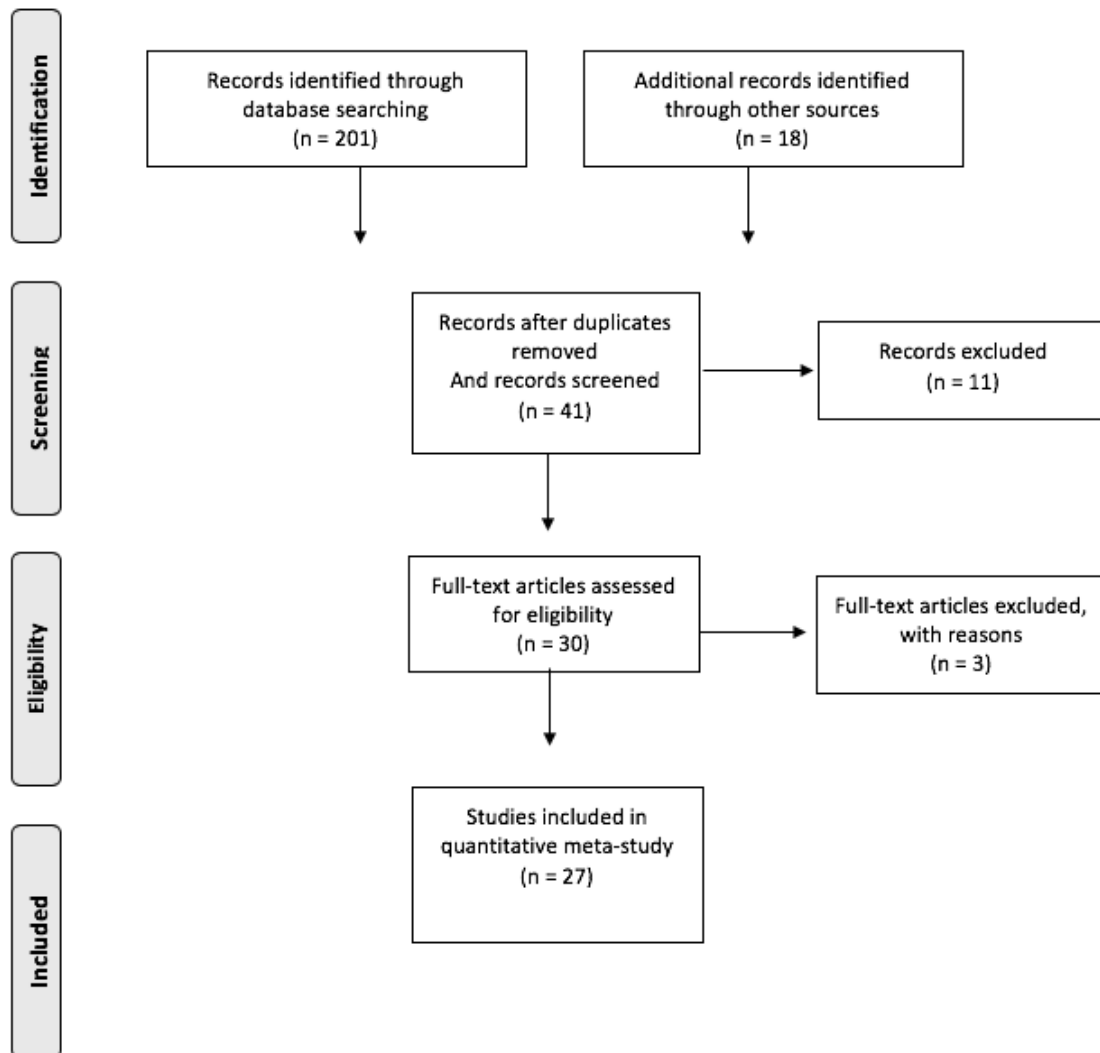 Identification
Records identified through
database searching
(n = 201)
Additional records identified
through other sources
(n = 18)
Screening
Records after duplicates
removed
And records screened
(n = 41)
Records excluded
(n = 11)
Eligibility
Full-text articles assessed
for eligibility
(n = 30)
Full-text articles excluded,
with reasons
(n = 3)
Included
Studies included in
quantitative meta-study
(n = 27)